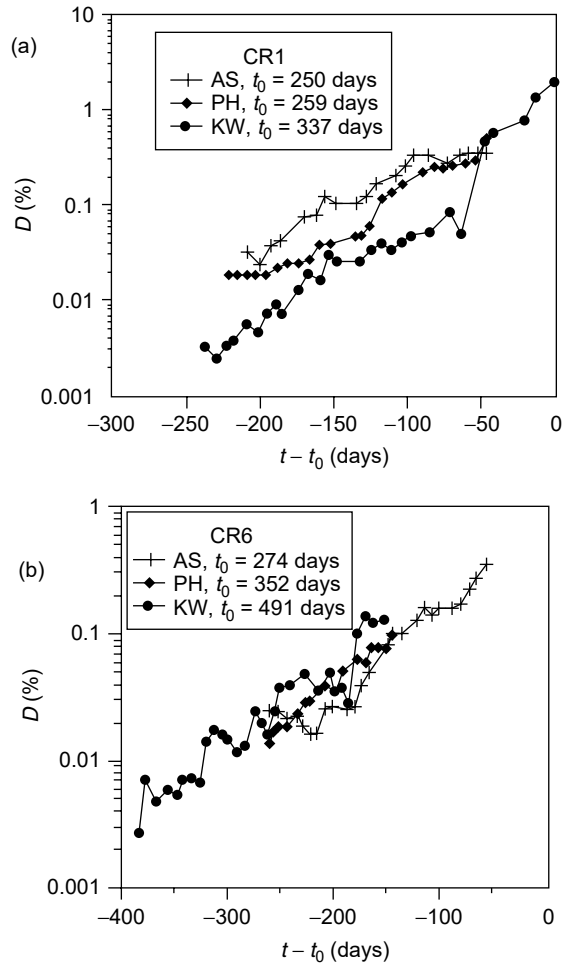 (a)
CR1
AS, t0 = 250 days
PH, t0 = 259 days
KW, t0 = 337 days
D (%)
10
1
0.1
0.01
0.001
−300 −250 −200 −150 −100 −50 0
t – t0 (days)
(b)
CR6
AS, t0 = 274 days
PH, t0 = 352 days
KW, t0 = 491 days
D (%)
1
0.1
0.01
0.001
−400 −300 −200 −100 0
t – t0 (days)